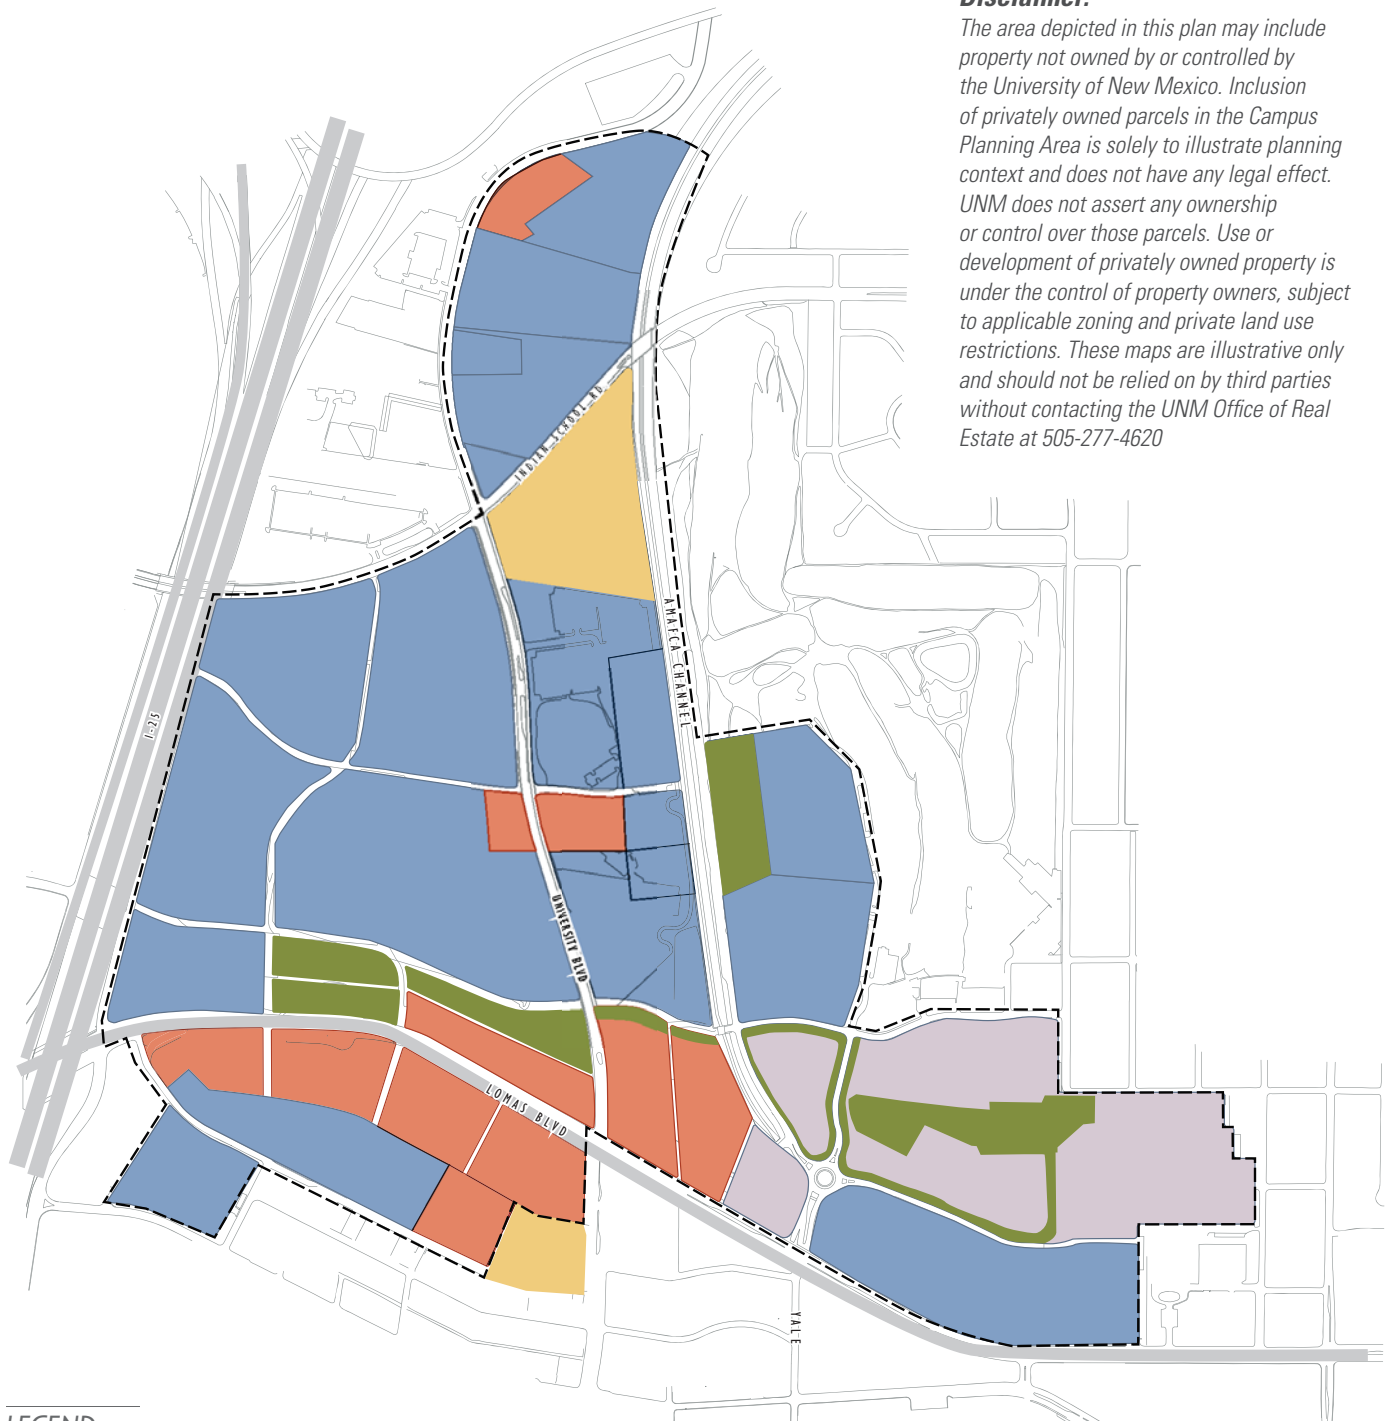 Disclaimer:
The area depicted in this plan may include
property not owned by or controlled by
the University of New Mexico. Inclusion
of privately owned parcels in the Campus
Planning Area is solely to illustrate planning
context and does not have any legal effect.
UNM does not assert any ownership
or control over those parcels. Use or
development of privately owned property is
under the control of property owners, subject
to applicable zoning and private land use
restrictions. These maps are illustrative only
and should not be relied on by third parties
without contacting the UNM Office of Real
Estate at 505-277-4620
INDIAN SCHOOL RD
AMAFCA CHANNEL
I-25
UNIVERSITY BLVD
LOMAS BLVD
YALE
LEGEND